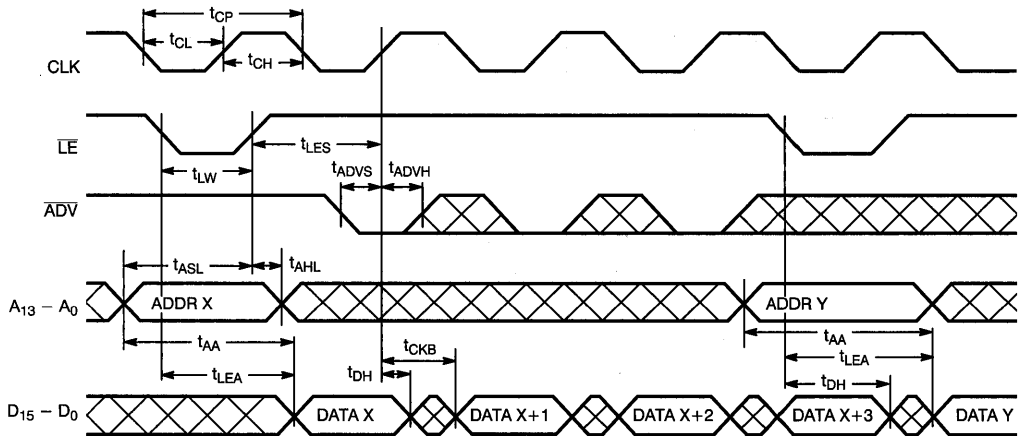 tCP
tCL
tCH
CLK
LE
tLES
tLW
tADVS
tADVH
ADV
tASL
tAHL
A13 – A0
ADDR X
ADDR Y
tAA
tCKB
tAA
tLEA
tDH
tLEA
tDH
D15 – D0
DATA X
DATA X+1
DATA X+2
DATA X+3
DATA Y